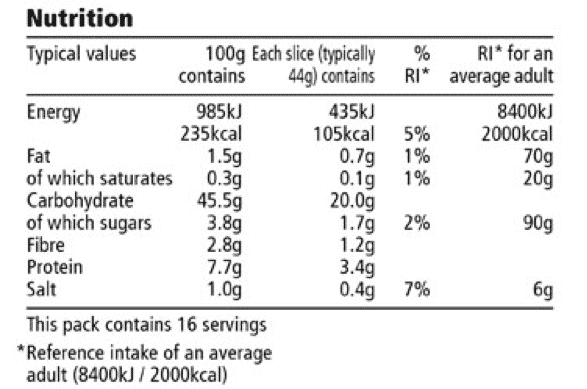 Nutrition
Typical values 100g contains Each slice (typically 44g) contains % RI* RI* for an average adult
Energy 985kJ 435kJ 8400kJ
235kcal 105kcal 5% 2000kcal
Fat 1.5g 0.7g 1% 70g
of which saturates 0.3g 0.1g 1% 20g
Carbohydrate 45.5g 20.0g
of which sugars 3.8g 1.7g 2% 90g
Fibre 2.8g 1.2g
Protein 7.7g 3.4g
Salt 1.0g 0.4g 7% 6g
This pack contains 16 servings
*Reference intake of an average
adult (8400kJ / 2000kcal)